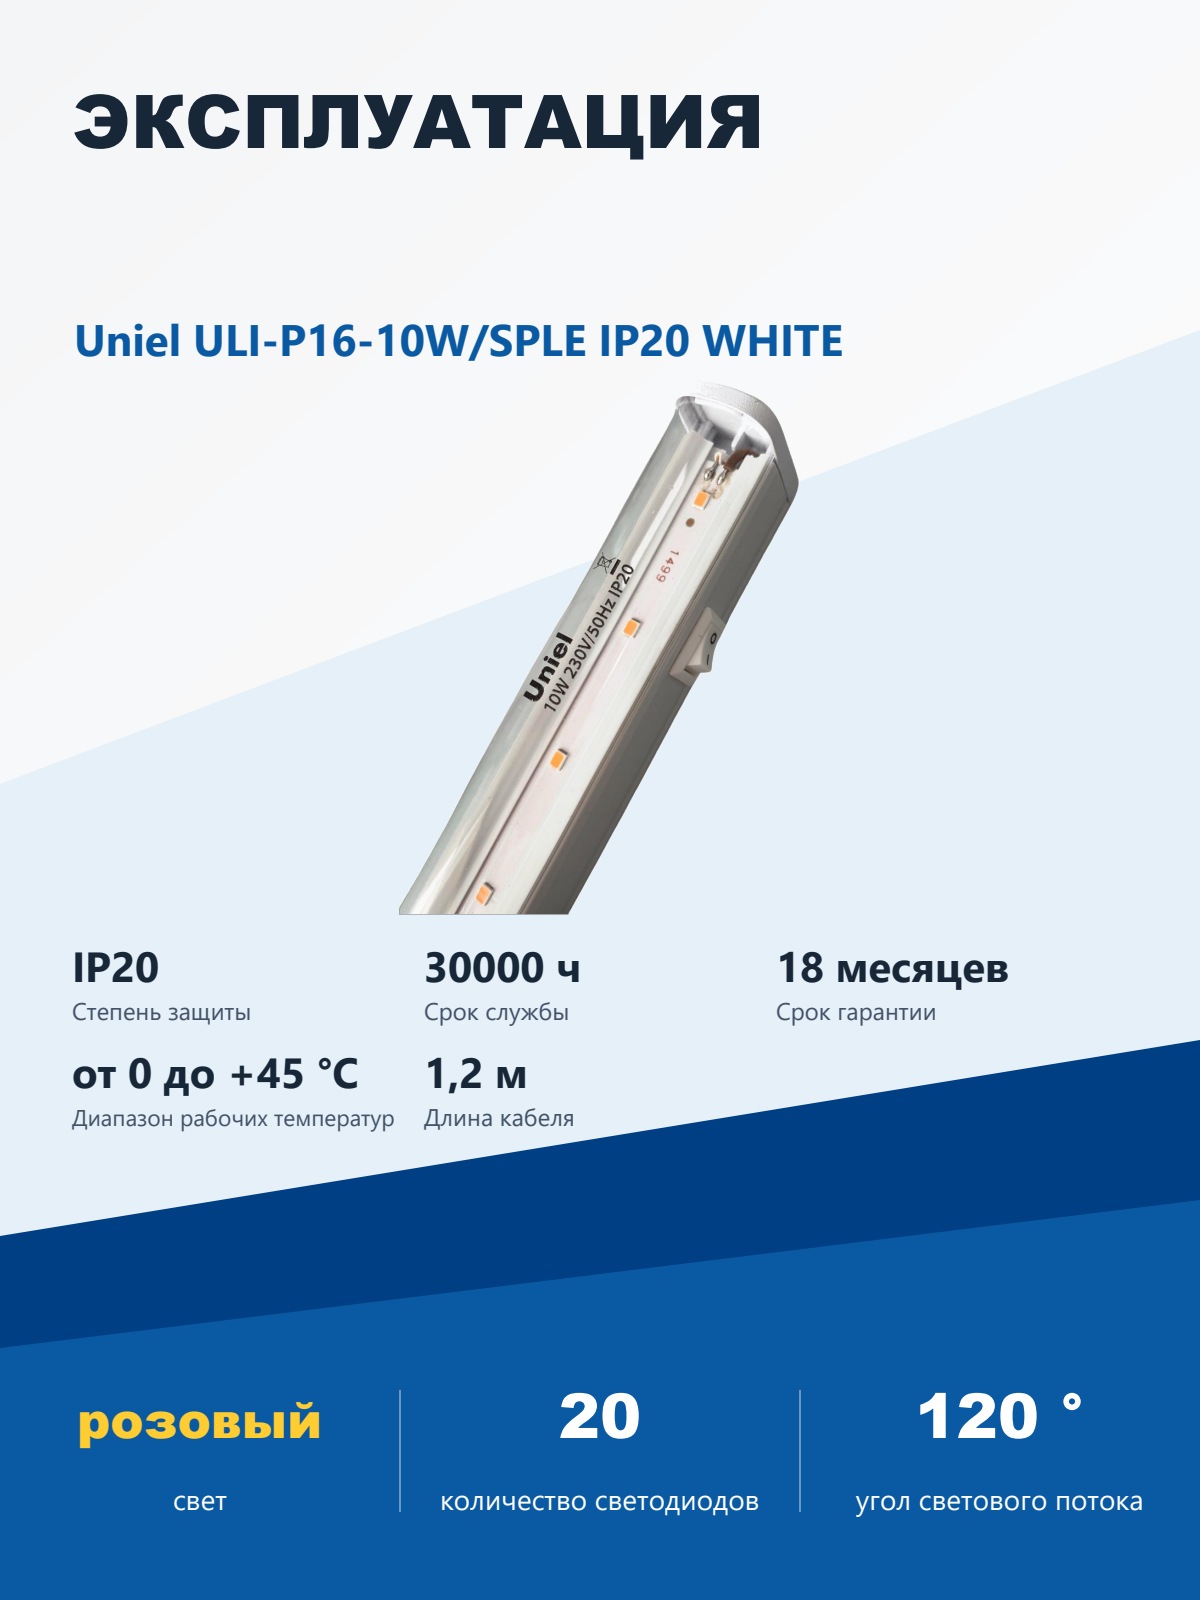 ЭКСПЛУАТАЦИЯ
Uniel ULI-P16-10W/SPLE IP20 WHITE
1499
Uniel
10W 230V/50Hz IP20
IP20
Степень защиты
30000 ч
Срок службы
18 месяцев
Срок гарантии
от 0 до +45 °C
Диапазон рабочих температур
1,2 м
Длина кабеля
розовый
свет
20
количество светодиодов
120 °
угол светового потока